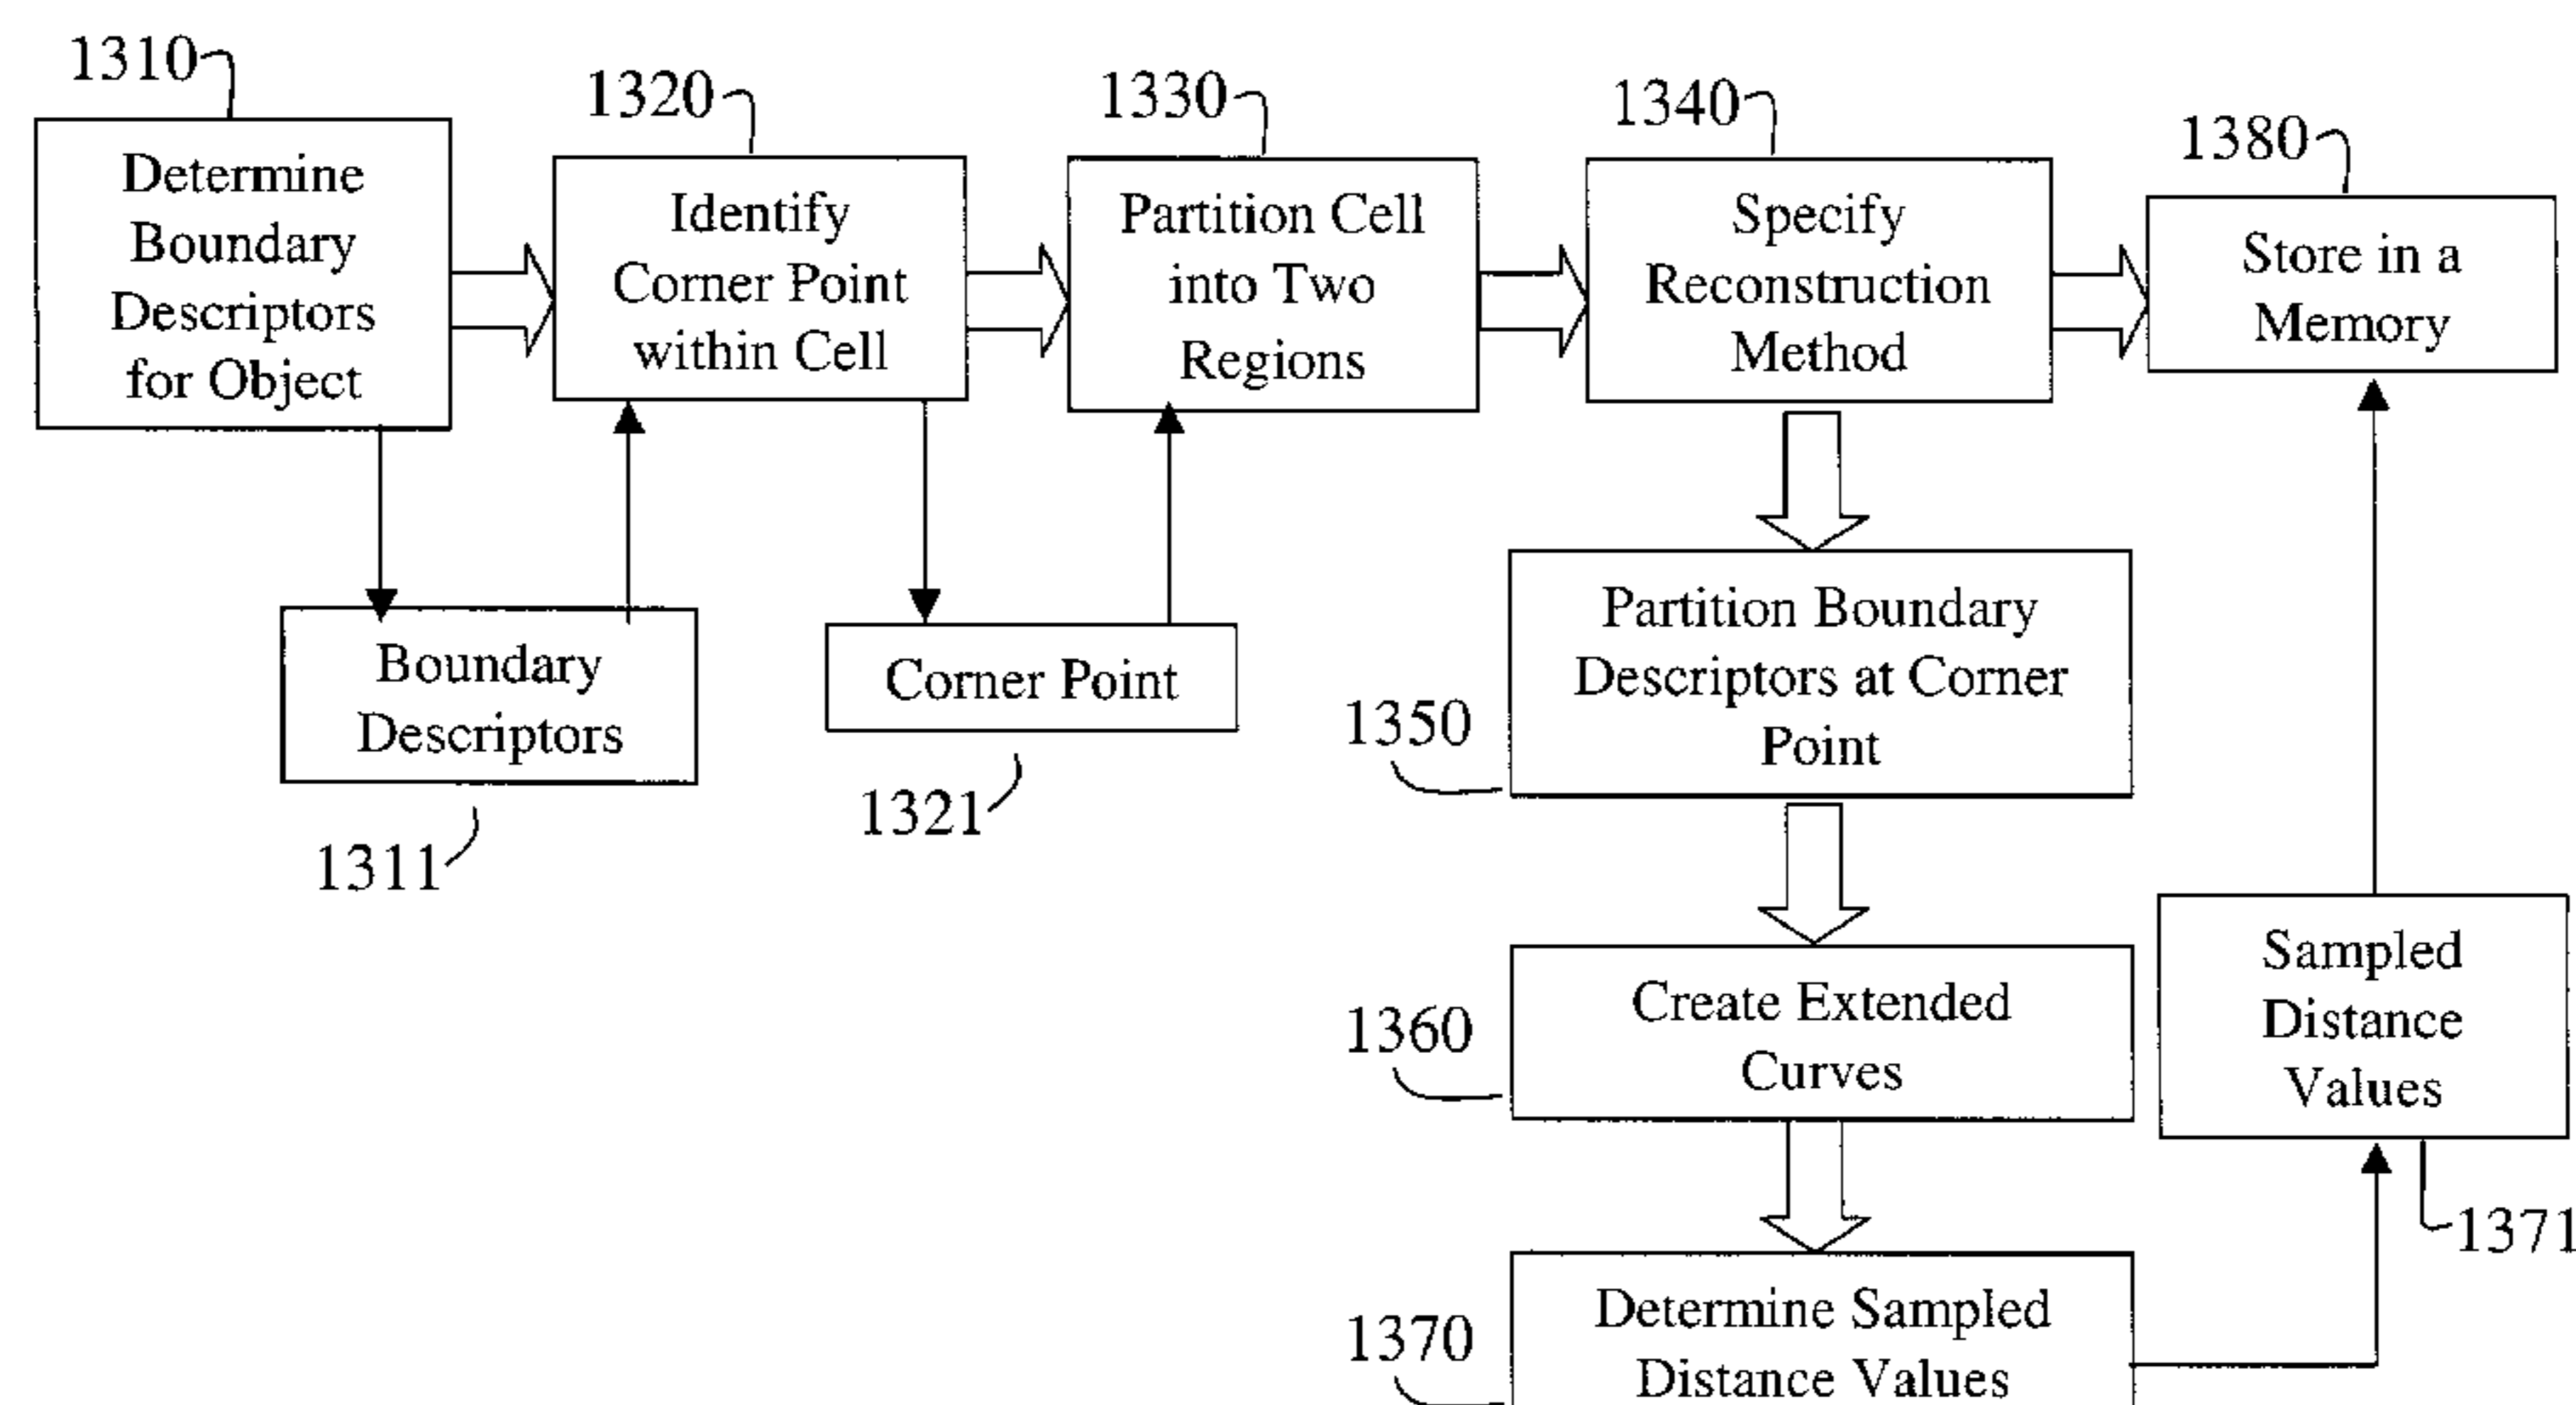 1310
Determine
Boundary
Descriptors
for Object
1320
Identify
Corner Point
within Cell
1330
Partition Cell
into Two
Regions
1340
Specify
Reconstruction
Method
1380
Store in a
Memory
Boundary
Descriptors
1311
Corner Point
1321
Partition Boundary
Descriptors at Corner
Point
1350
Create Extended
Curves
1360
Sampled
Distance
Values
1371
Determine Sampled
Distance Values
1370